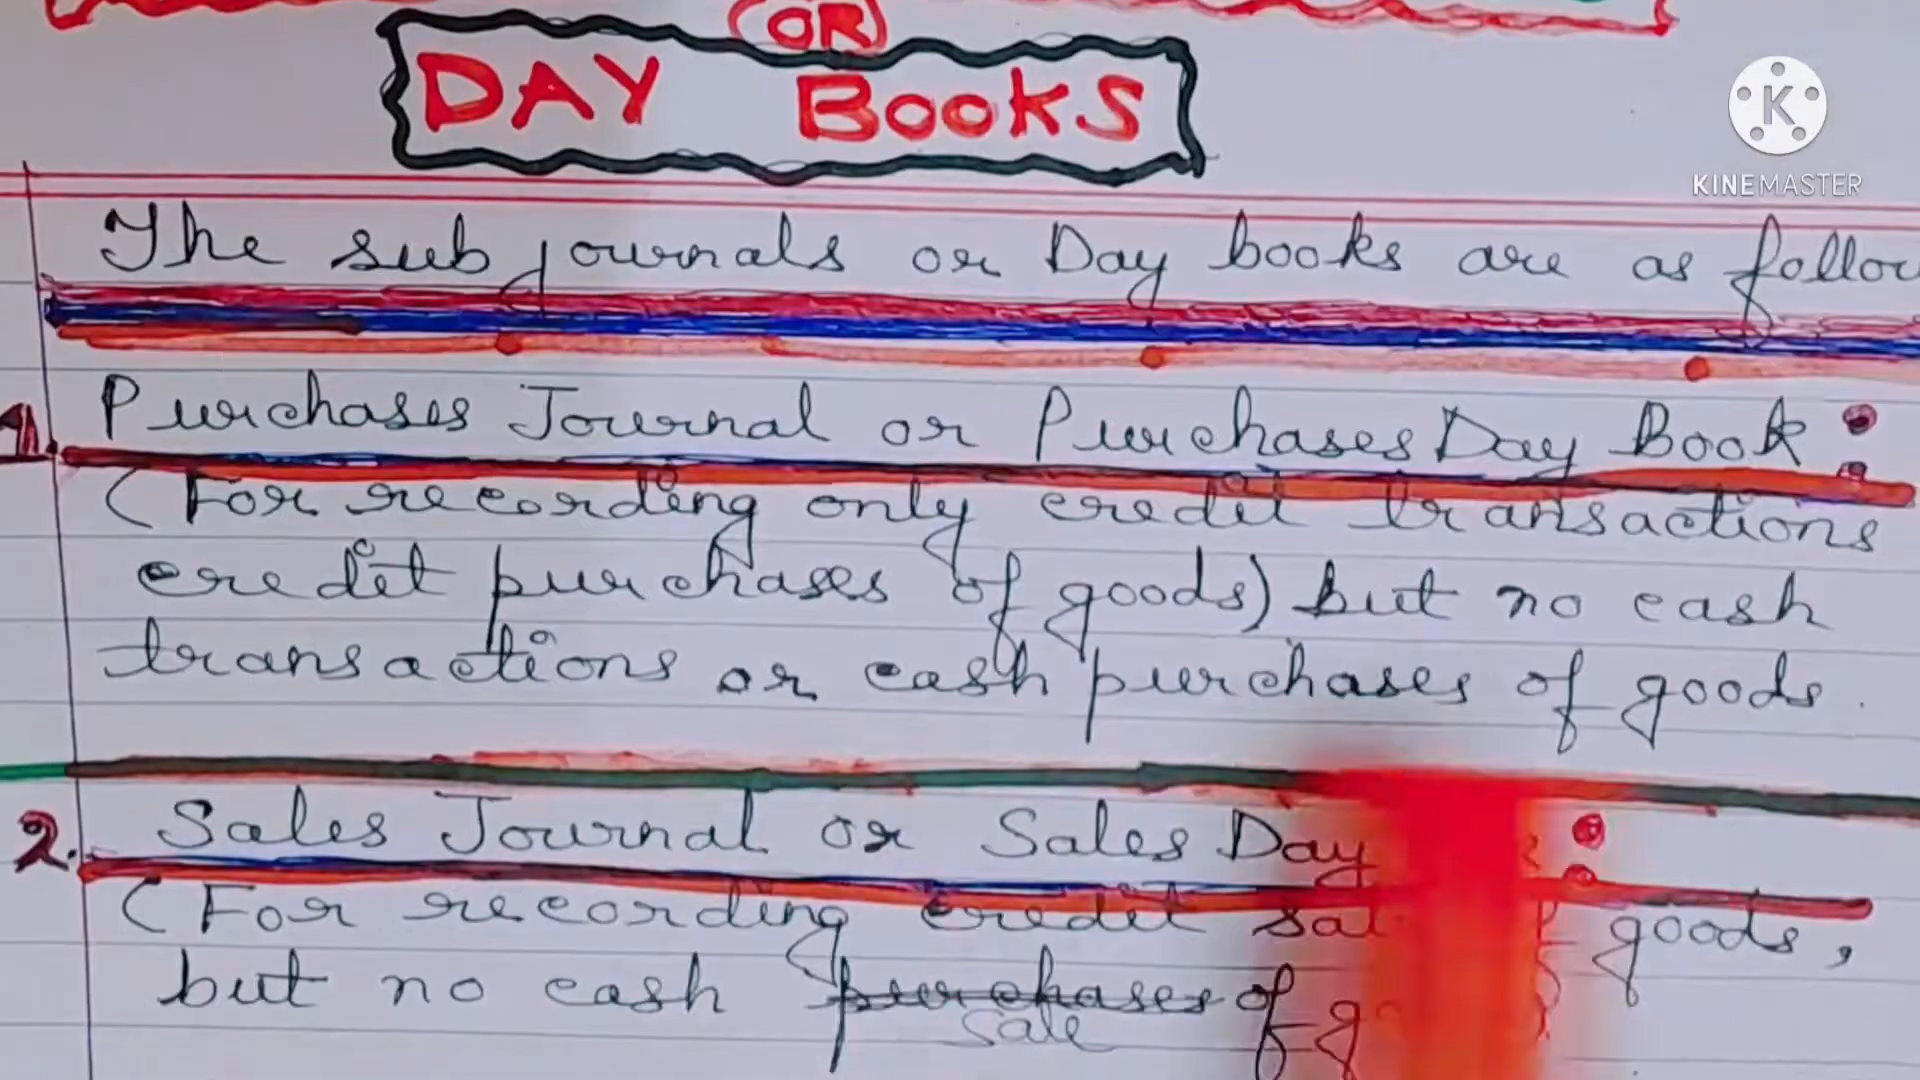 OR
DAY BOOKS
KINEMASTER
The sub journals or Day books are as follow
1. Purchases Journal or Purchases Day Book:
(For recording only credit transactions
credit purchases of goods) but no cash
transactions or cash purchases of goods.
2. Sales Journal or Sales Day :
(For recording credit goods,
but no cash purchases of
sale